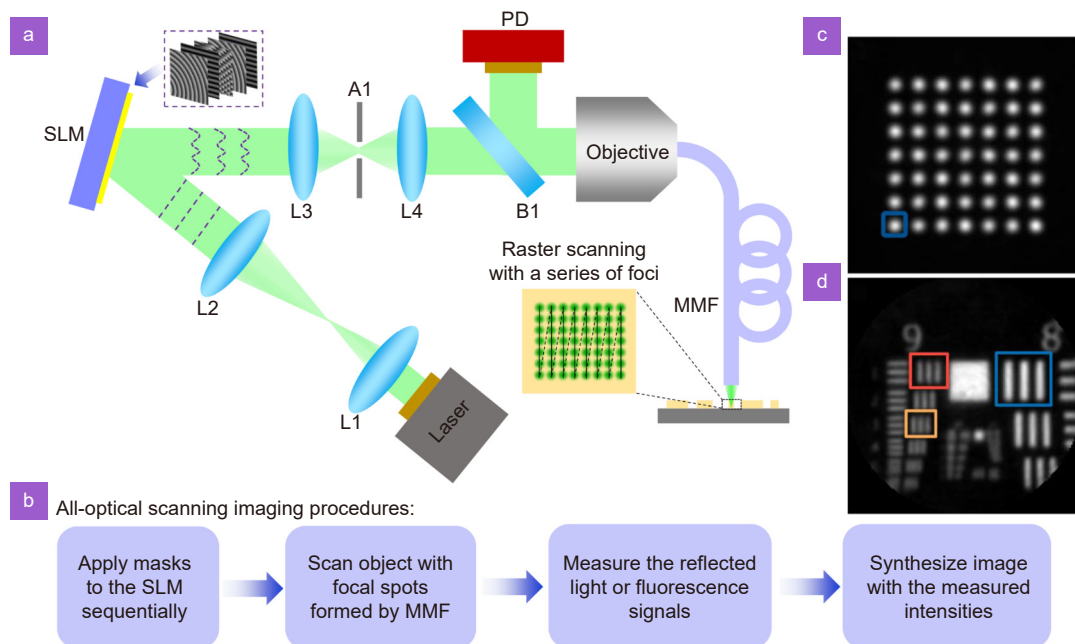 a
PD
c
A1
SLM
Objective
L3
L4
B1
Raster scanning
with a series of foci
L2
MMF
d
9
8
L1
Laser
b
All-optical scanning imaging procedures:
Apply masks
to the SLM
sequentially
Scan object with
focal spots
formed by MMF
Measure the reflected
light or fluorescence
signals
Synthesize image
with the measured
intensities